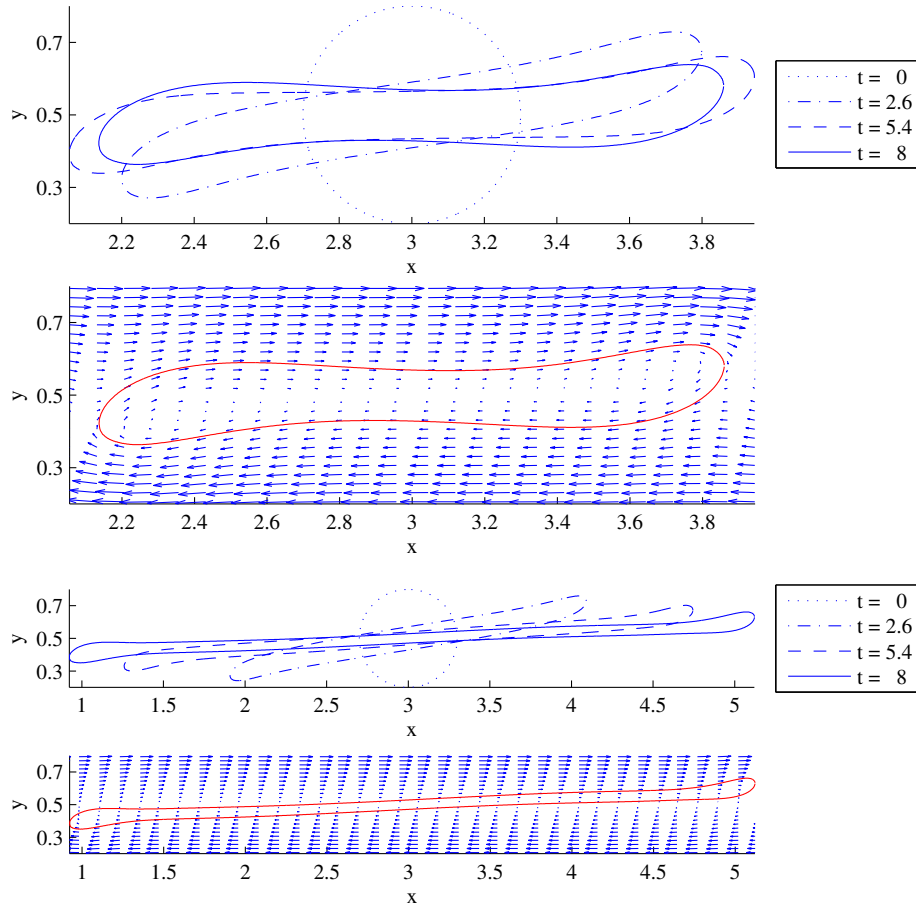 0.7
0.5
0.3
y
2.2 2.4 2.6 2.8 3 3.2 3.4 3.6 3.8
x
t = 0
t = 2.6
t = 5.4
t = 8
0.7
0.5
0.3
y
2.2 2.4 2.6 2.8 3 3.2 3.4 3.6 3.8
x
0.7
0.5
0.3
y
1 1.5 2 2.5 3 3.5 4 4.5 5
x
t = 0
t = 2.6
t = 5.4
t = 8
0.7
0.5
0.3
y
1 1.5 2 2.5 3 3.5 4 4.5 5
x